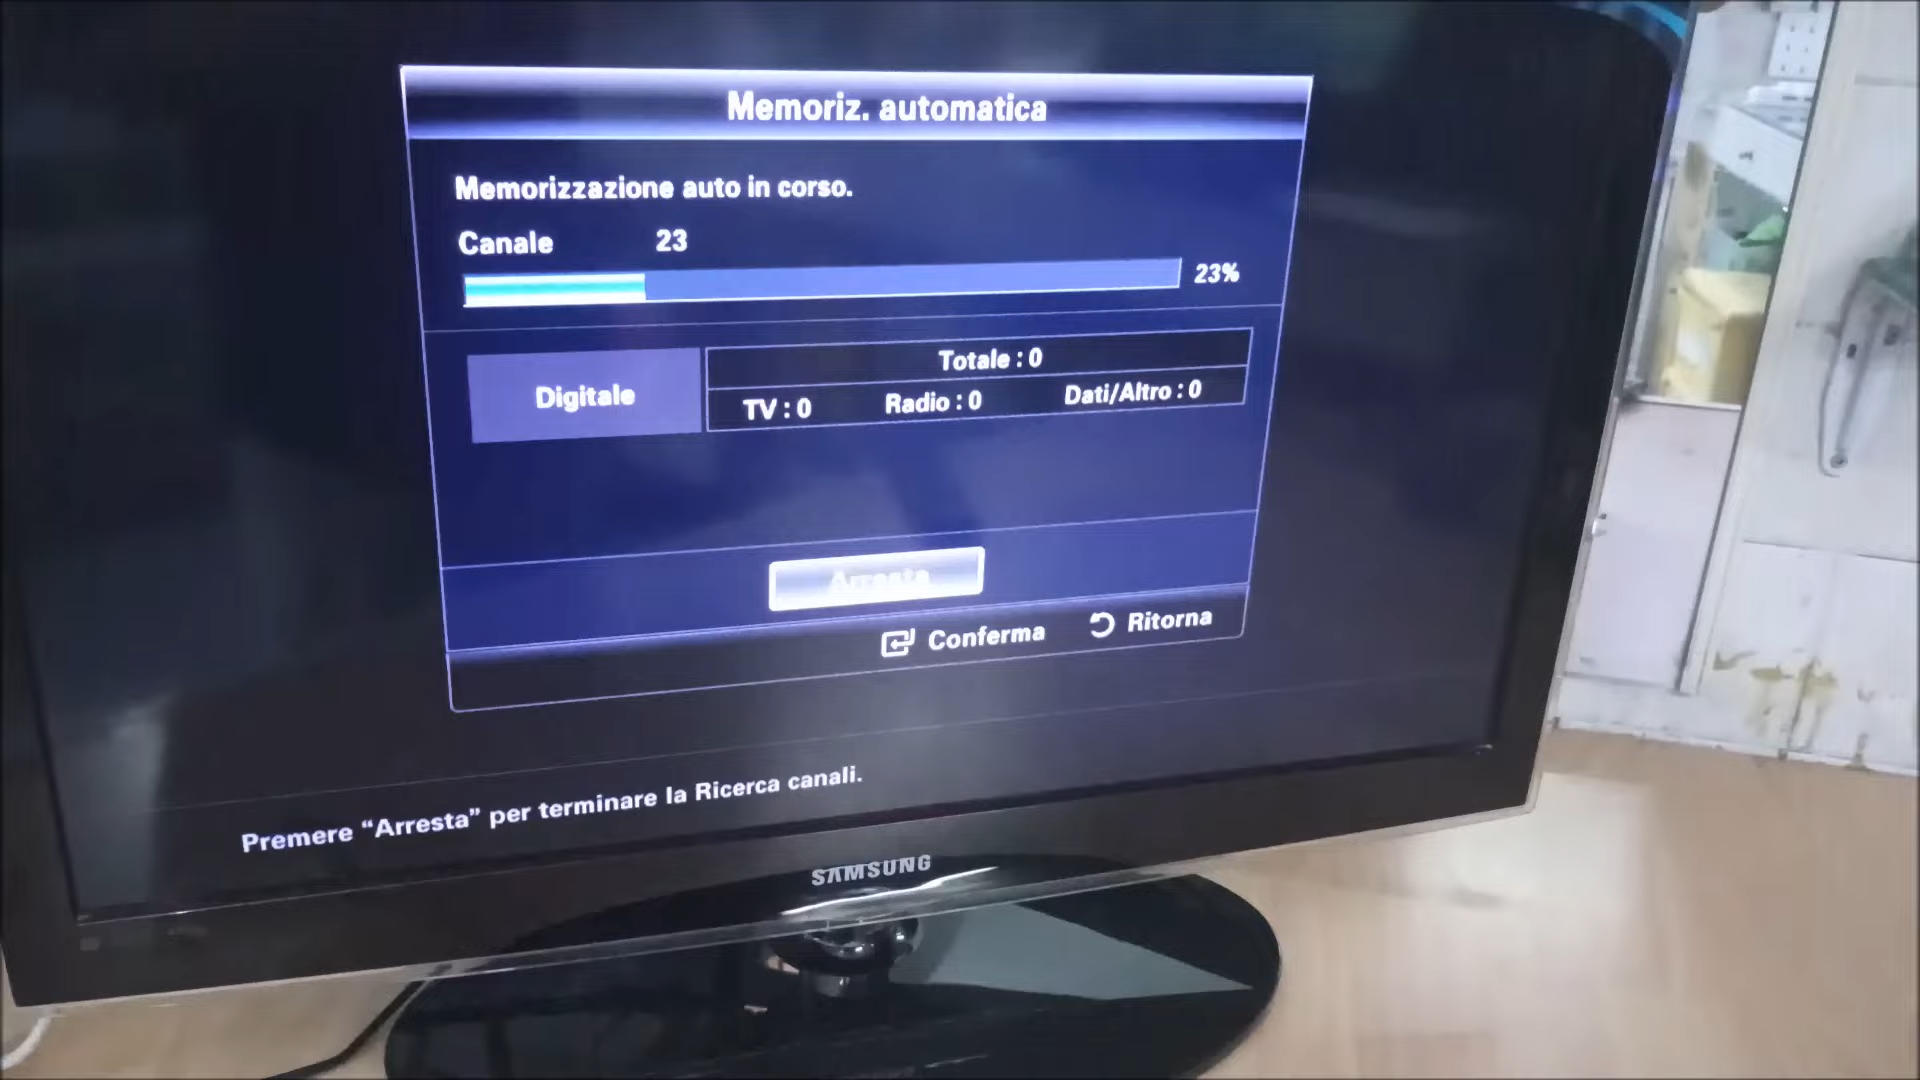 Memoriz. automatica
Memorizzazione auto in corso.
Canale 23
23%
Digitale
Totale : 0
TV : 0 Radio : 0 Dati/Altro : 0
Arresta
Conferma Ritorna
Premere “Arresta” per terminare la Ricerca canali.
SAMSUNG